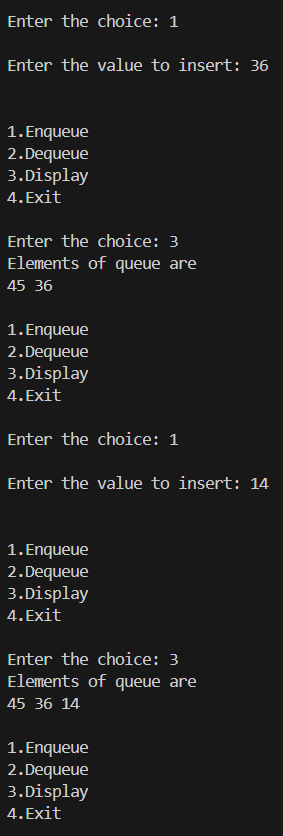 Enter the choice: 1
Enter the value to insert: 36
1.Enqueue
2.Dequeue
3.Display
4.Exit
Enter the choice: 3
Elements of queue are
45 36
1.Enqueue
2.Dequeue
3.Display
4.Exit
Enter the choice: 1
Enter the value to insert: 14
1.Enqueue
2.Dequeue
3.Display
4.Exit
Enter the choice: 3
Elements of queue are
45 36 14
1.Enqueue
2.Dequeue
3.Display
4.Exit